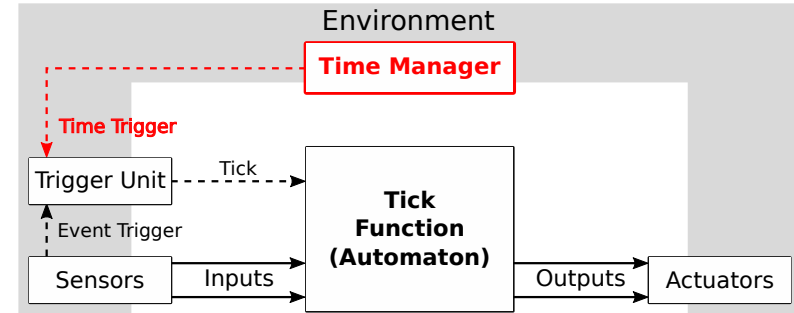 Environment
Time Manager
Time Trigger
Trigger Unit
Tick
Tick
Function
(Automaton)
Event Trigger
Sensors
Inputs
Outputs
Actuators